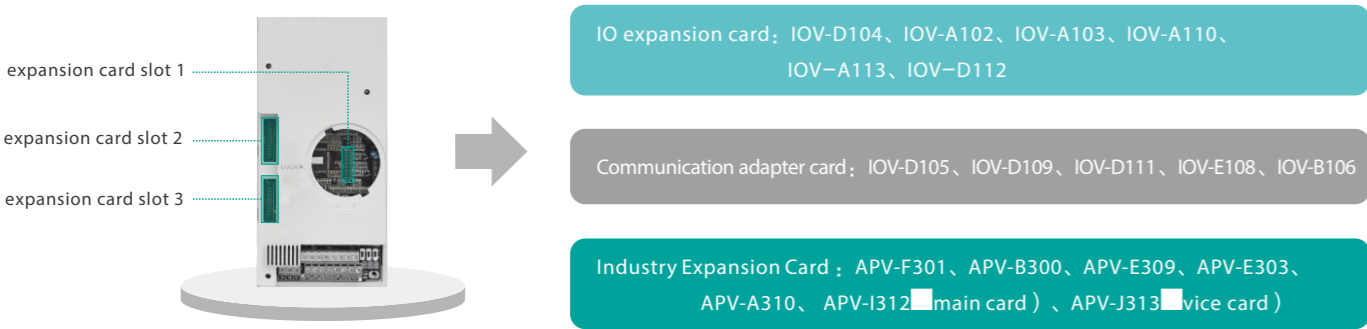 expansion card slot 1
expansion card slot 2
expansion card slot 3
LOCK
IO expansion card：IOV-D104、IOV-A102、IOV-A103、IOV-A110、
IOV－A113、IOV－D112
Communication adapter card：IOV-D105、IOV-D109、IOV-D111、IOV-E108、IOV-B106
Industry Expansion Card ：APV-F301、APV-B300、APV-E309、APV-E303、
APV-A310、 APV-I312 main card ）、APV-J313 vice card ）